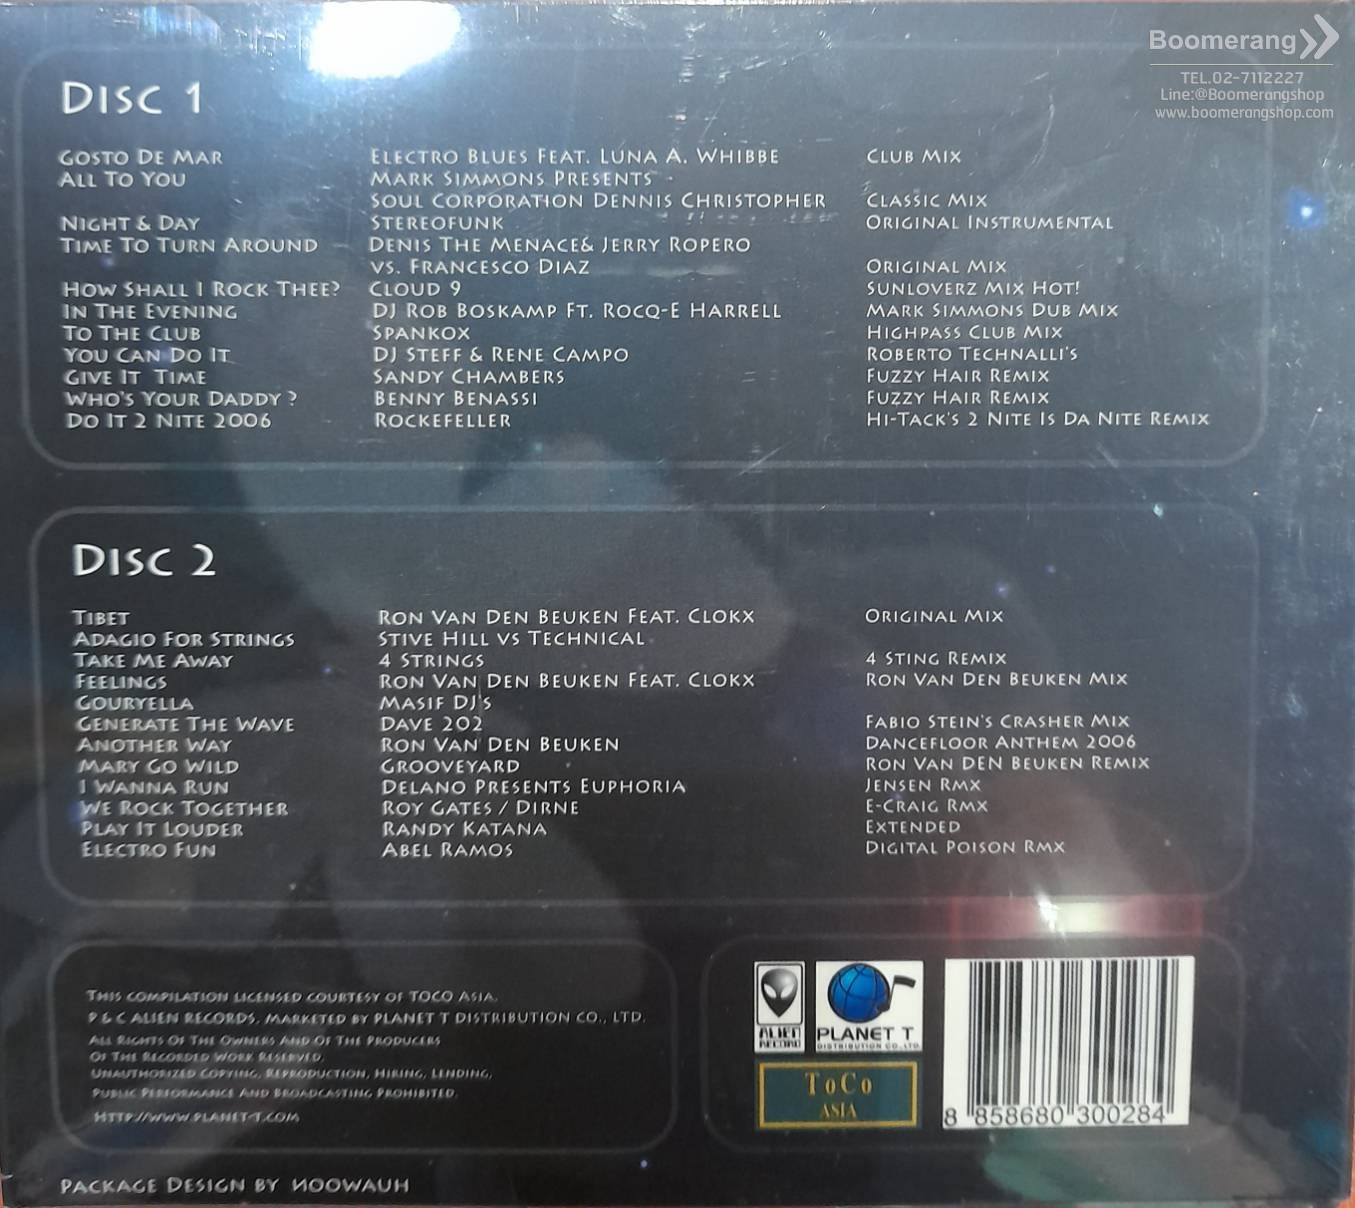 Boomerang
TEL.02-7112227
Line:@Boomerangshop
www.boomerangshop.com
Disc 1
Gosto De Mar Electro Blues Feat. Luna A. Whibbe Club Mix
All To You Mark Simmons Presents -
Soul Corporation Dennis Christopher Classic Mix
Night & Day Stereofunk Original Instrumental
Time To Turn Around Denis The Menace& Jerry Ropero
vs. Francesco Diaz Original Mix
How Shall I Rock Thee? Cloud 9 Sunloverz Mix Hot!
In The Evening DJ Rob Boskamp Ft. Rocq-E Harrell Mark Simmons Dub Mix
To The Club Spankox Highpass Club Mix
You Can Do It DJ Steff & Rene Campo Roberto Technalli's
Give It Time Sandy Chambers Fuzzy Hair Remix
Who's Your Daddy ? Benny Benassi Fuzzy Hair Remix
Do It 2 Nite 2006 Rockefeller Hi-Tack's 2 Nite Is Da Nite Remix
Disc 2
Tibet Ron Van Den Beuken Feat. Clokx Original Mix
Adagio For Strings Stive Hill vs Technical
Take Me Away 4 Strings 4 Sting Remix
Feelings Ron Van Den Beuken Feat. Clokx Ron Van Den Beuken Mix
Gouryella Masif DJ's
Generate The Wave Dave 202 Fabio Stein's Crasher Mix
Another Way Ron Van Den Beuken Dancefloor Anthem 2006
Mary Go Wild Grooveyard Ron Van DEN Beuken Remix
I Wanna Run Delano Presents Euphoria Jensen Rmx
We Rock Together Roy Gates / Dirne E-Craig Rmx
Play It Louder Randy Katana Extended
Electro Fun Abel Ramos Digital Poison Rmx
This compilation licensed courtesy of TOCO Asia.
P & C ALIEN RECORDS. Marketed by PLANET T DISTRIBUTION CO., LTD.
All Rights Of The Owners And Of The Producers
Of The Recorded Work Reserved.
Unauthorized Copying, Reproduction, Hiring, Lending,
Public Performance And Broadcasting Prohibited.
Http://www.planet-t.com
ALIEN
RECORD
PLANET T
DISTRIBUTION CO.,LTD.
ToCo
ASIA
8 858680 300284
Package Design by Noowauh